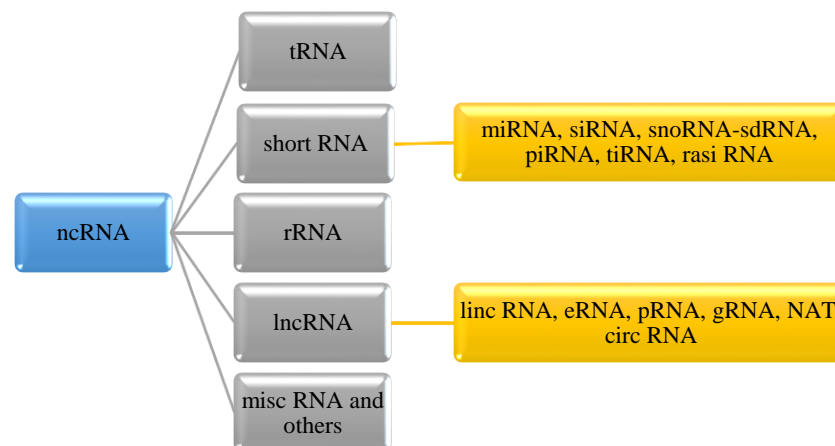 tRNA
short RNA
miRNA, siRNA, snoRNA-sdRNA,
piRNA, tiRNA, rasi RNA
ncRNA
rRNA
lncRNA
linc RNA, eRNA, pRNA, gRNA, NAT
circ RNA
misc RNA and
others